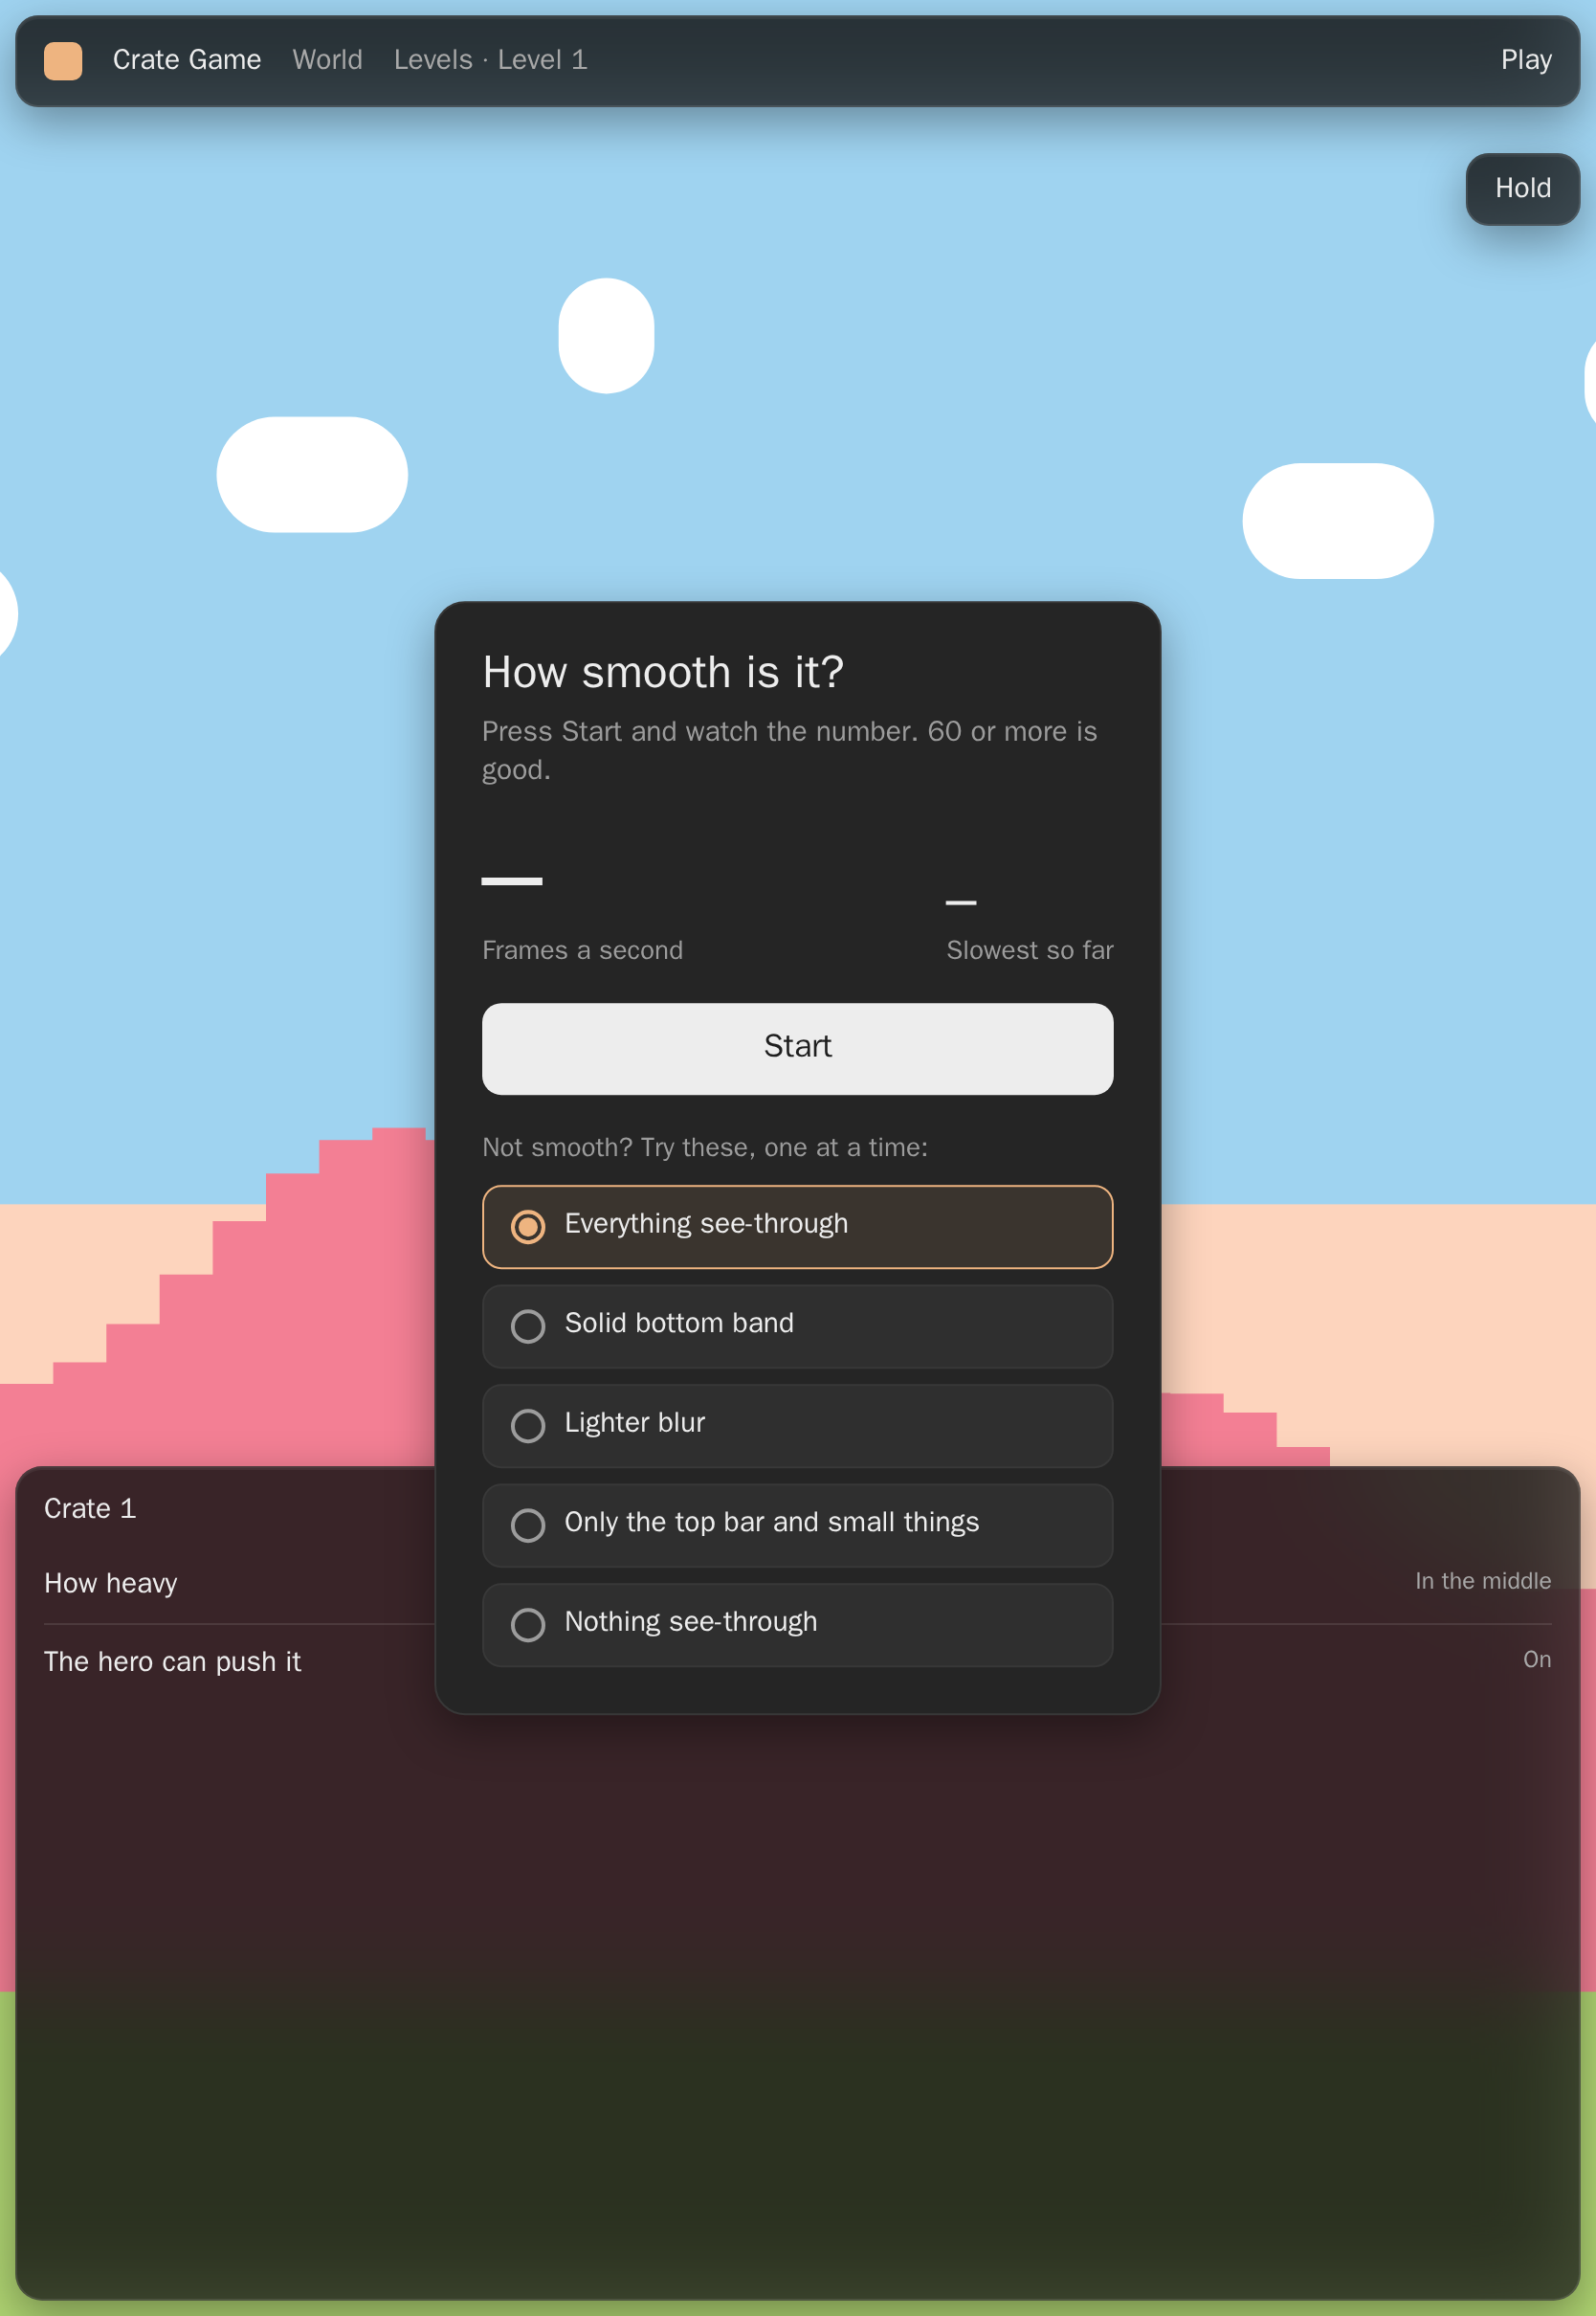 Crate Game World Levels · Level 1 Play
Hold
How smooth is it?
Press Start and watch the number. 60 or more is
good.
— –
Frames a second Slowest so far
Start
Not smooth? Try these, one at a time:
Everything see-through
Solid bottom band
Lighter blur
Only the top bar and small things
Nothing see-through
Crate 1
How heavy In the middle
The hero can push it On